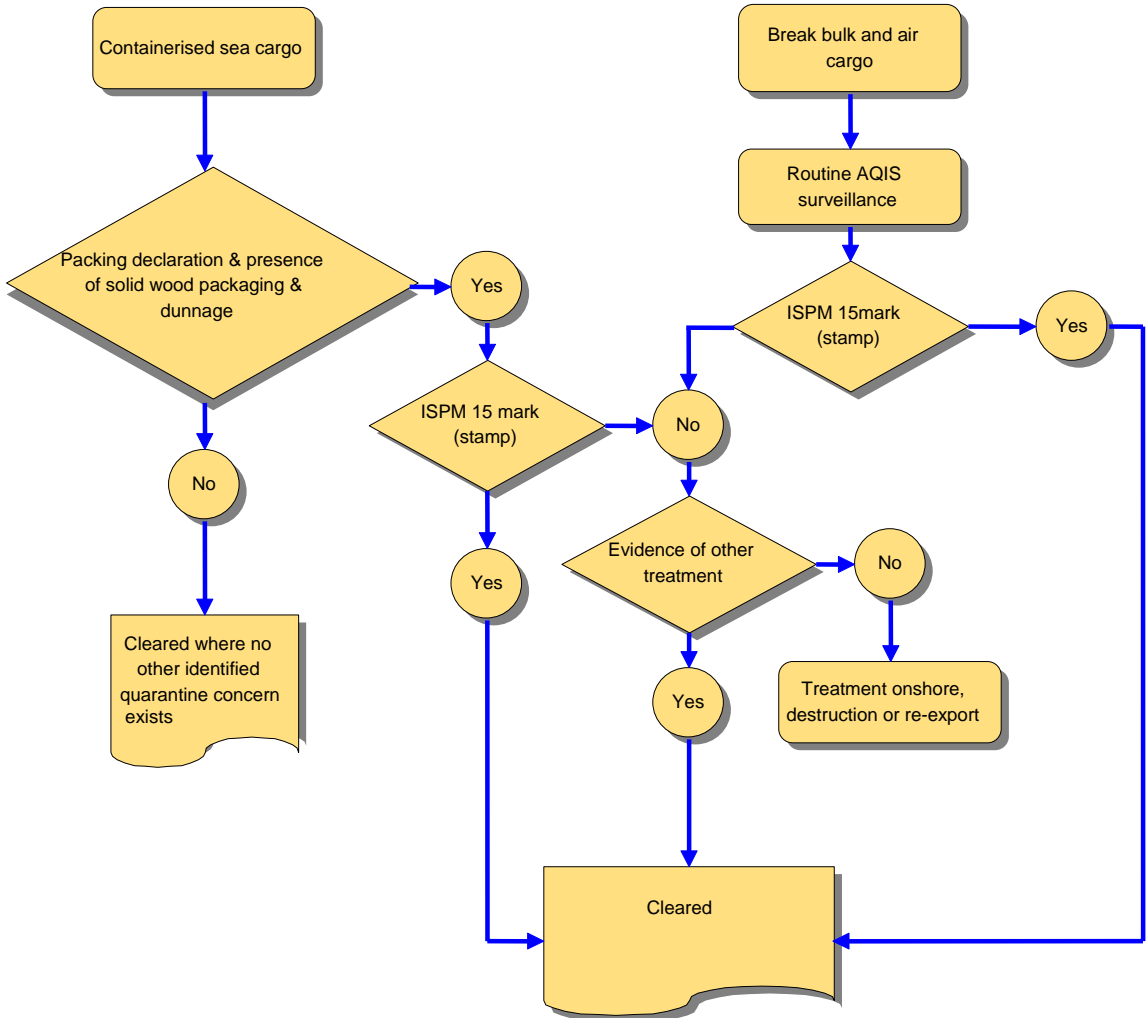 Containerised sea cargo
Break bulk and air
cargo
Routine AQIS
surveillance
Packing declaration & presence
of solid wood packaging &
dunnage
Yes
ISPM 15mark
(stamp)
Yes
ISPM 15 mark
(stamp)
No
No
Evidence of other
treatment
No
Yes
Cleared where no
other identified
quarantine concern
exists
Yes
Treatment onshore,
destruction or re-export
Cleared